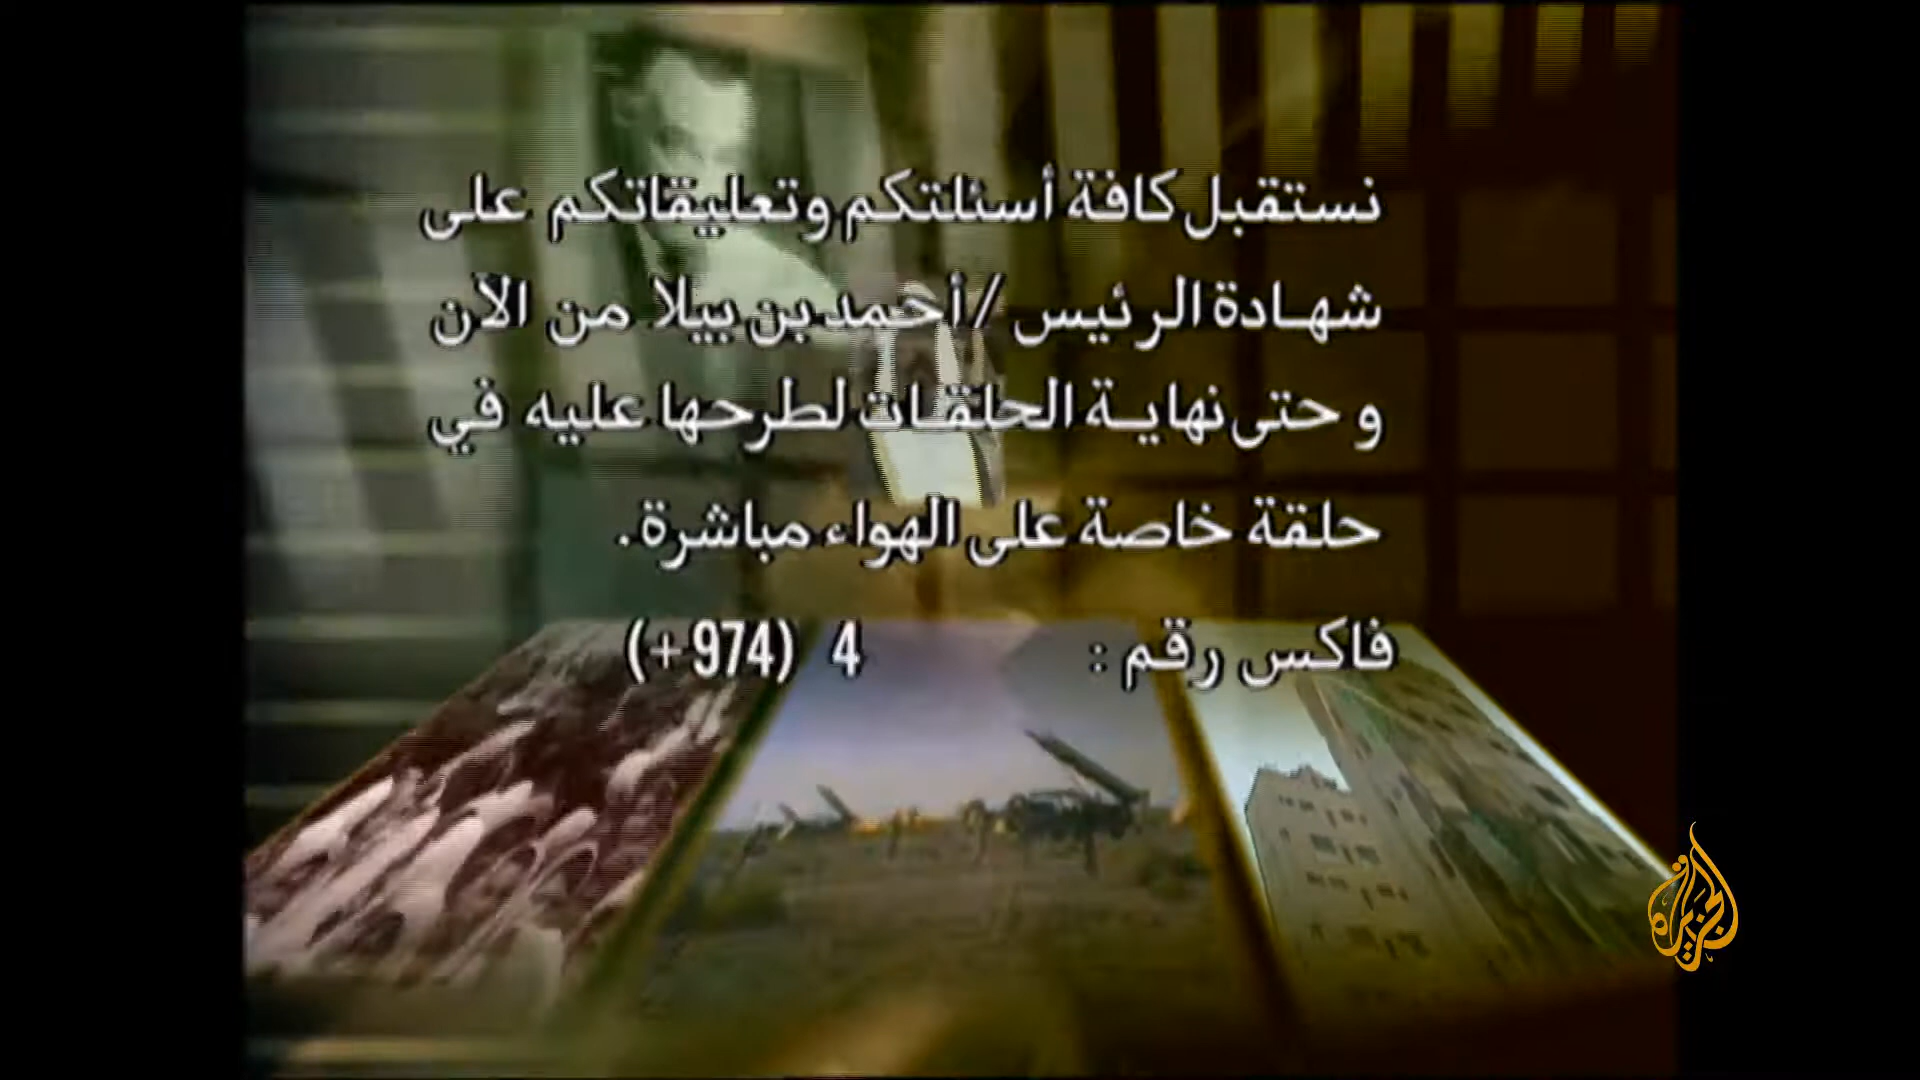 نستقبل كافة أسئلتكم وتعليقاتكم على
شهادة الرئيس / أحمد بن بيلا من الآن
و حتى نهاية الحلقات لطرحها عليه في
حلقة خاصة على الهواء مباشرة.
فاكس رقم : 4 (974+)
الجزيرة